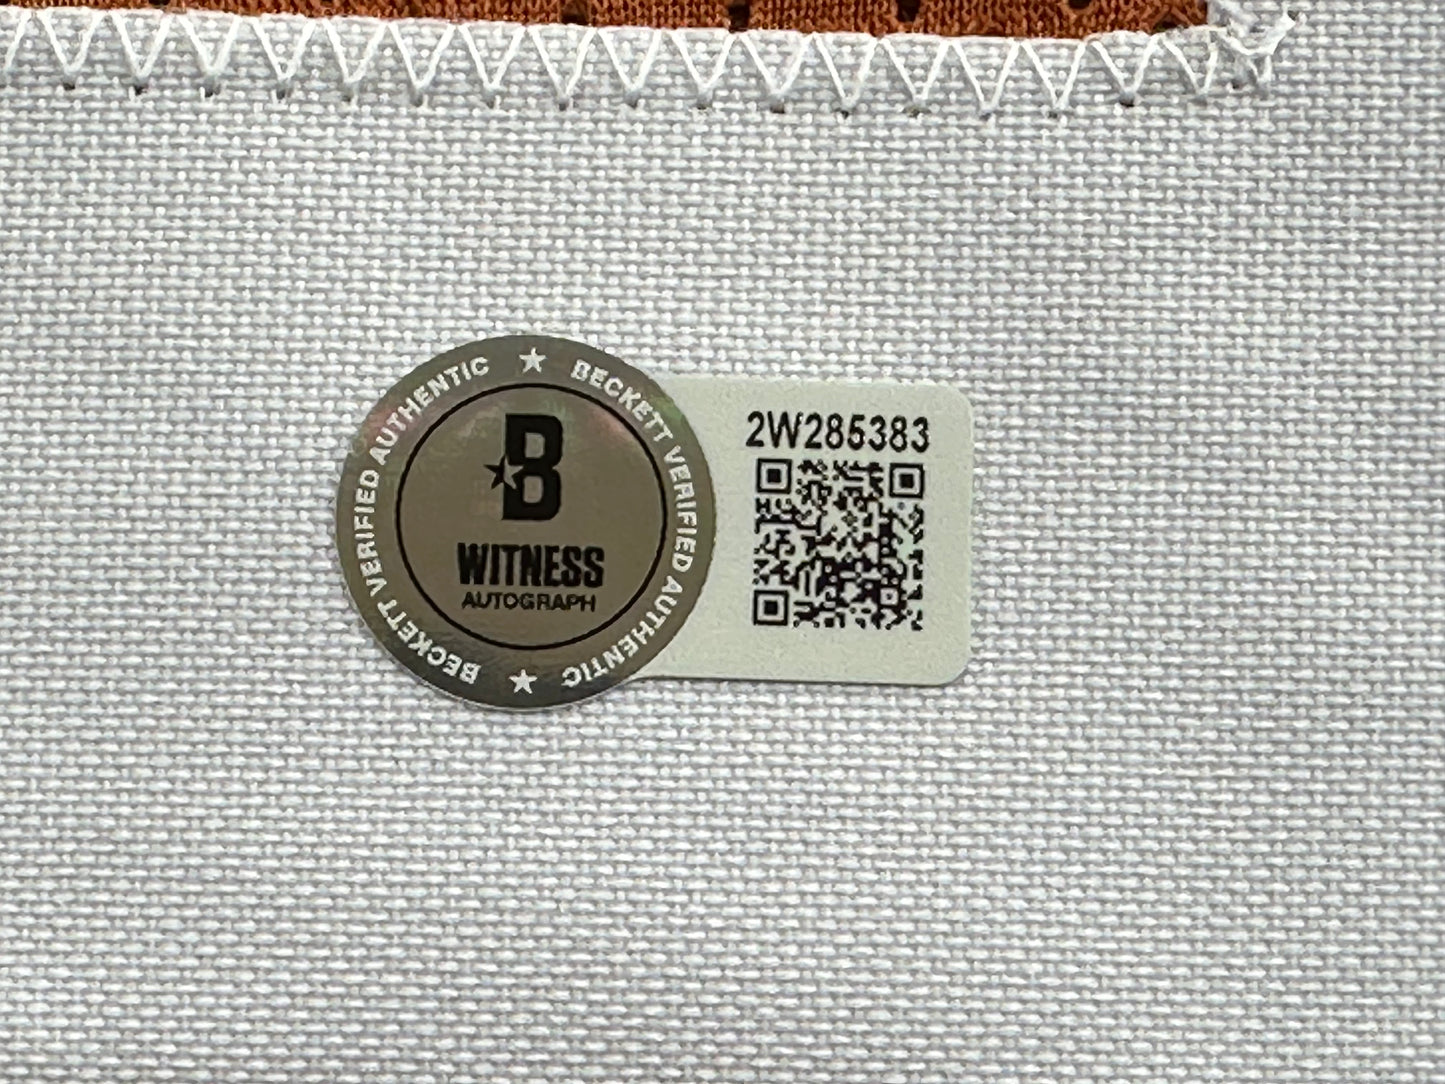 BECKETT VERIFIED AUTHENTIC ★ BECKETT VERIFIED AUTHENTIC ★
B
WITNESS
AUTOGRAPH
2W285383